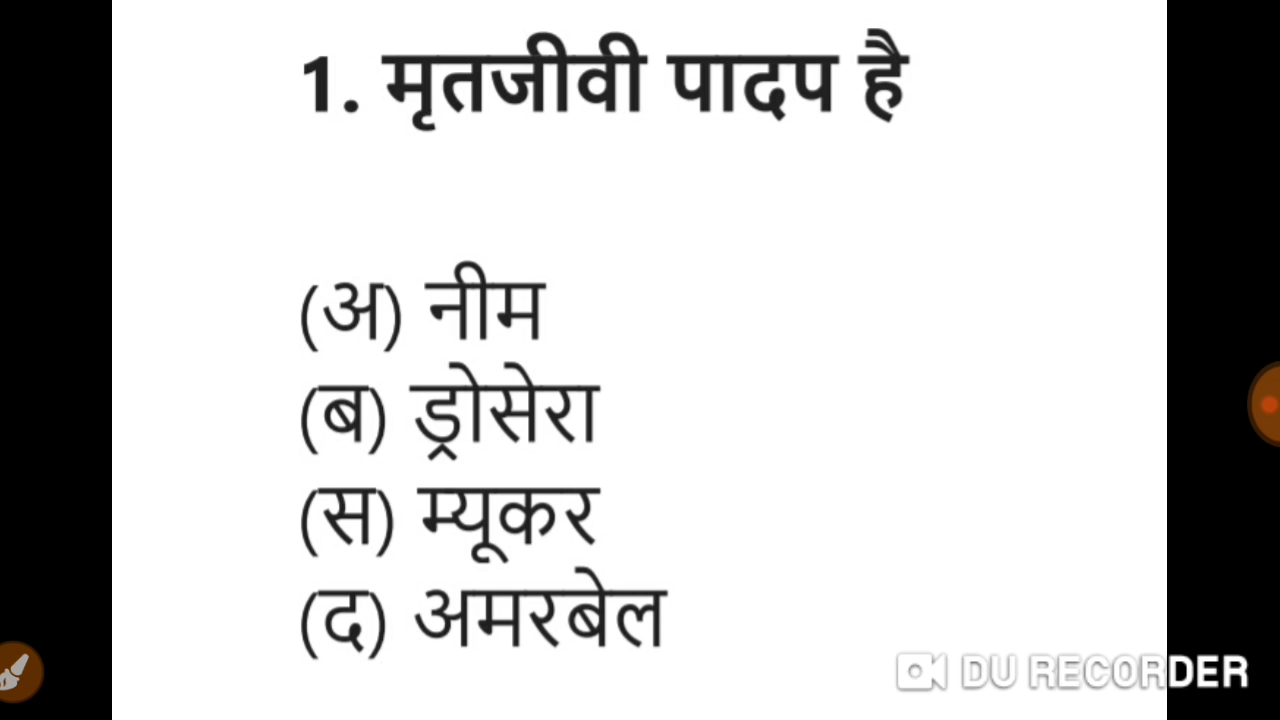 1. मृतजीवी पादप है
(अ) नीम
(ब) ड्रोसेरा
(स) म्यूकर
(द) अमरबेल
DU RECORDER